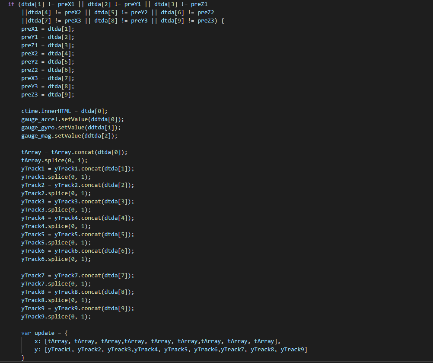 if (dtda[1] != preX1 || dtda[2] != preY1 || dtda[3] != preZ1
||dtda[4] != preX2 || dtda[5] != preY2 || dtda[6] != preZ2
||dtda[7] != preX3 || dtda[8] != preY3 || dtda[9] != preZ3) {
preX1 = dtda[1];
preY1 = dtda[2];
preZ1 = dtda[3];
preX2 = dtda[4];
preY2 = dtda[5];
preZ2 = dtda[6];
preX3 = dtda[7];
preY3 = dtda[8];
preZ3 = dtda[9];
ctime.innerHTML = dtda[0];
gauge_accel.setValue(ddtda[0]);
gauge_gyro.setValue(ddtda[1]);
gauge_mag.setValue(ddtda[2]);
tArray = tArray.concat(dtda[0]);
tArray.splice(0, 1);
yTrack1 = yTrack1.concat(dtda[1]);
yTrack1.splice(0, 1);
yTrack2 = yTrack2.concat(dtda[2]);
yTrack2.splice(0, 1);
yTrack3 = yTrack3.concat(dtda[3]);
yTrack3.splice(0, 1);
yTrack4 = yTrack4.concat(dtda[4]);
yTrack4.splice(0, 1);
yTrack5 = yTrack5.concat(dtda[5]);
yTrack5.splice(0, 1);
yTrack6 = yTrack6.concat(dtda[6]);
yTrack6.splice(0, 1);
yTrack7 = yTrack7.concat(dtda[7]);
yTrack7.splice(0, 1);
yTrack8 = yTrack8.concat(dtda[8]);
yTrack8.splice(0, 1);
yTrack9 = yTrack9.concat(dtda[9]);
yTrack9.splice(0, 1);
var update = {
x: [tArray, tArray, tArray,tArray, tArray, tArray,tArray, tArray, tArray],
y: [yTrack1, yTrack2, yTrack3,yTrack4, yTrack5, yTrack6,yTrack7, yTrack8, yTrack9]
}